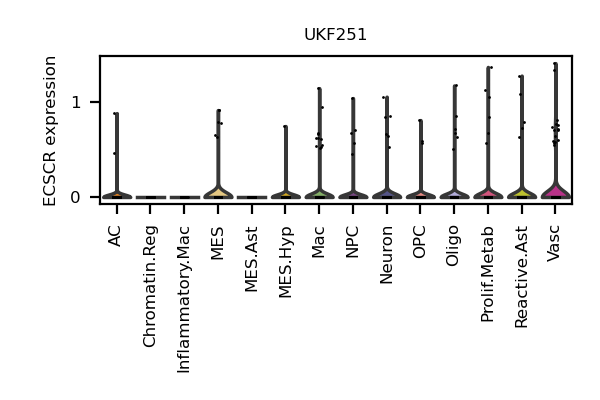 UKF251
ECSCR expression
1
0
AC
Chromatin.Reg
Inflammatory.Mac
MES
MES.Ast
MES.Hyp
Mac
NPC
Neuron
OPC
Oligo
Prolif.Metab
Reactive.Ast
Vasc